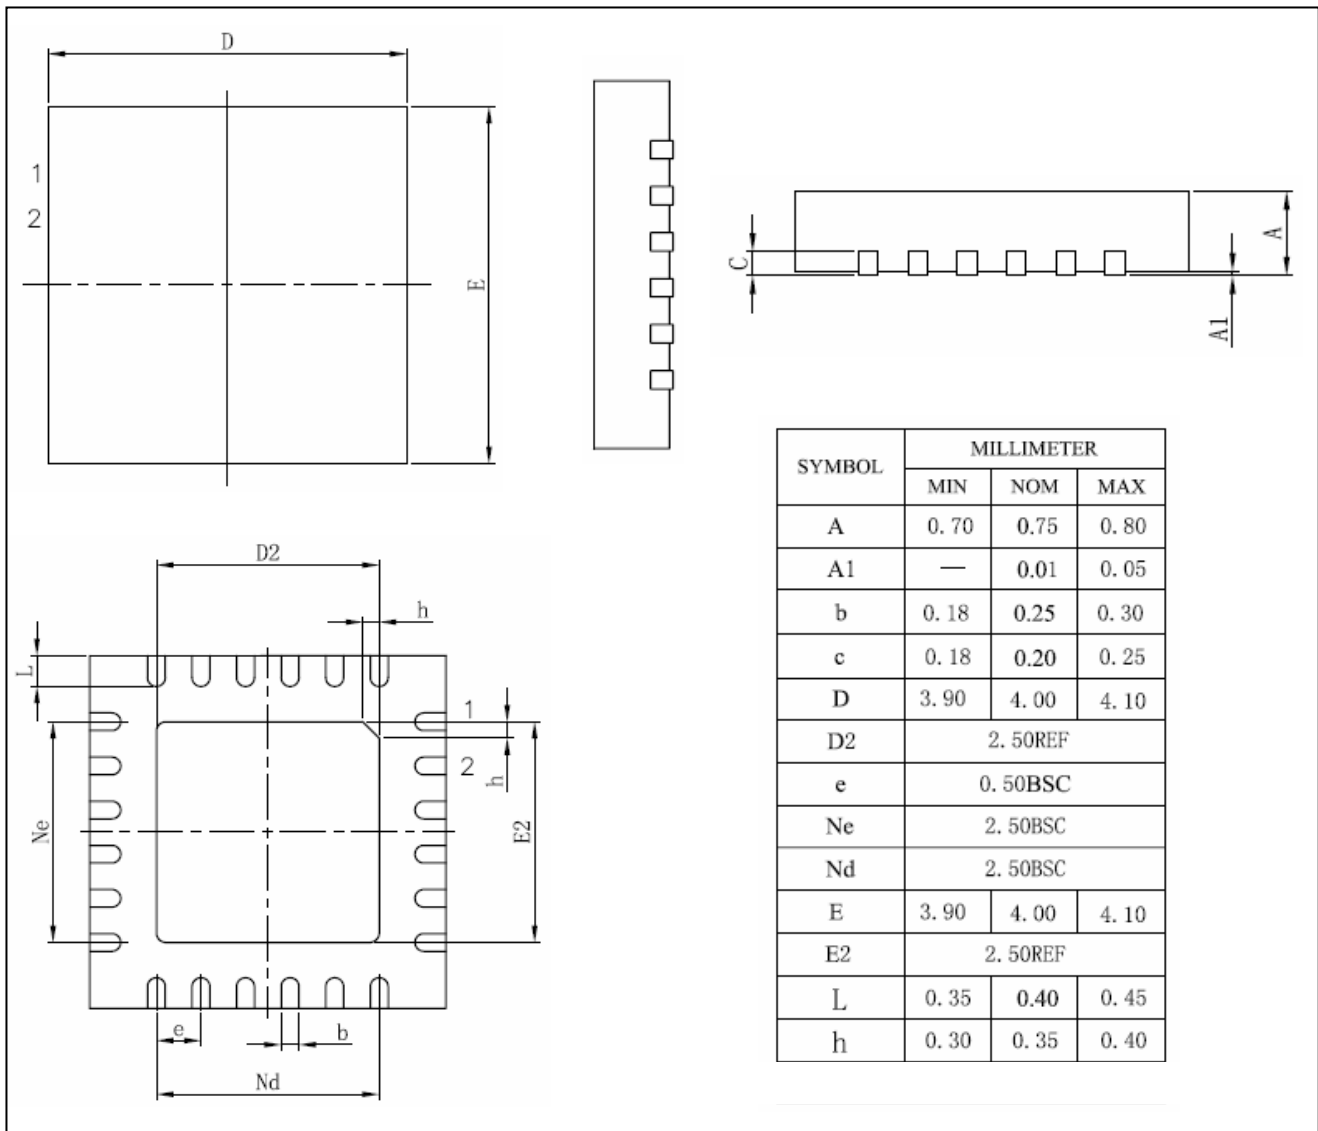 D
1
2
E
C
A
A1
D2
h
L
1
2
h
Ne
E2
e
b
Nd
SYMBOL MILLIMETER
MIN NOM MAX
A 0.70 0.75 0.80
A1 — 0.01 0.05
b 0.18 0.25 0.30
c 0.18 0.20 0.25
D 3.90 4.00 4.10
D2 2.50REF
e 0.50BSC
Ne 2.50BSC
Nd 2.50BSC
E 3.90 4.00 4.10
E2 2.50REF
L 0.35 0.40 0.45
h 0.30 0.35 0.40